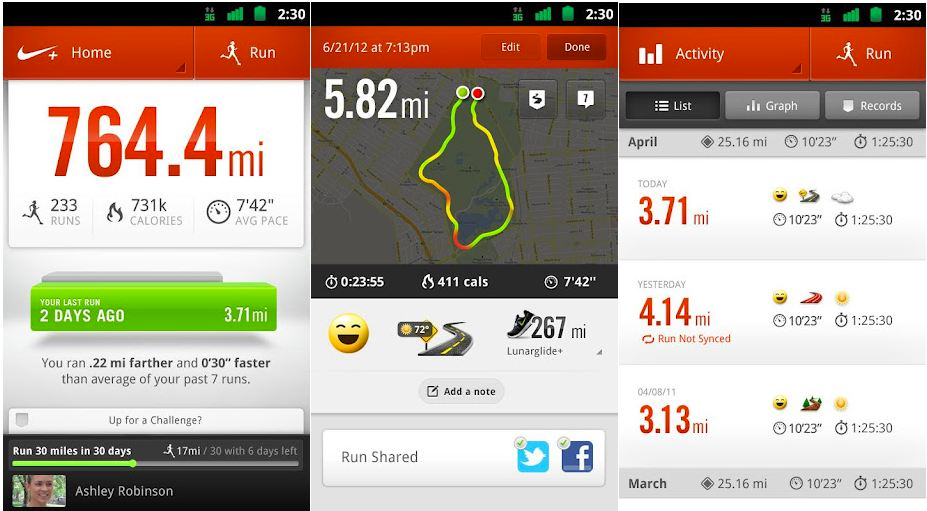 3G 2:30
Home
Run
764.4 mi
233 RUNS
731k CALORIES
7'42" AVG PACE
YOUR LAST RUN
2 DAYS AGO 3.71 mi
You ran .22 mi farther and 0'30" faster
than average of your past 7 runs.
Up for a Challenge?
Run 30 miles in 30 days 17mi / 30 with 6 days left
Ashley Robinson
3G 2:30
6/21/12 at 7:13pm Edit Done
5.82 mi
7
0:23:55 411 cals 7'42"
72°
267 mi
Lunarglide+
Add a note
Run Shared
3G 2:30
Activity
Run
List Graph Records
April 25.16 mi 10'23" 1:25:30
TODAY
3.71 mi
10'23" 1:25:30
YESTERDAY
4.14 mi
10'23" 1:25:30
Run Not Synced
04/08/11
3.13 mi
10'23" 1:25:30
March 25.16 mi 10'23" 1:25:30